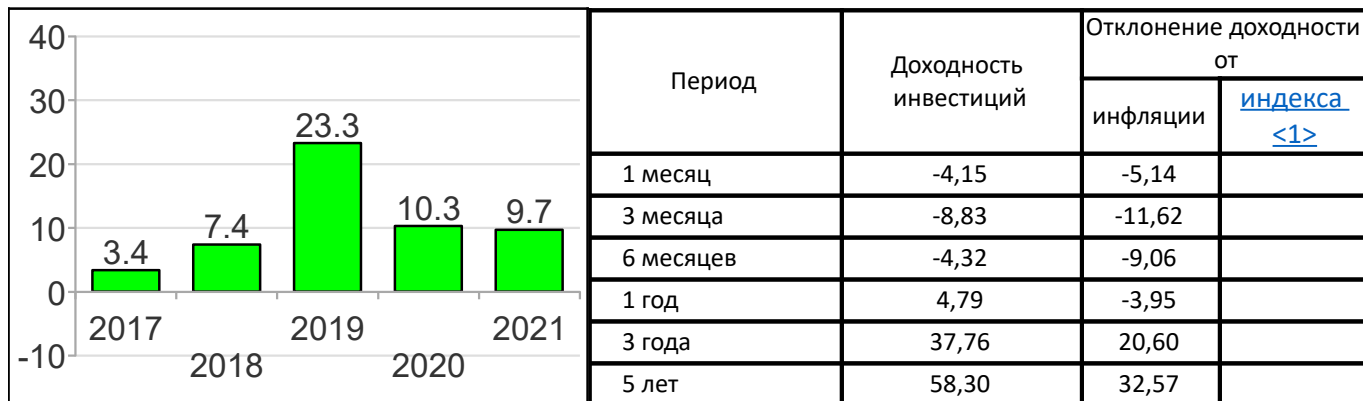 40
30
20
10
0
-10
3.4
7.4
23.3
10.3
9.7
2017
2018
2019
2020
2021
Период
Доходность
инвестиций
Отклонение доходности
от
инфляции
индекса
<1>
1 месяц -4,15 -5,14
3 месяца -8,83 -11,62
6 месяцев -4,32 -9,06
1 год 4,79 -3,95
3 года 37,76 20,60
5 лет 58,30 32,57